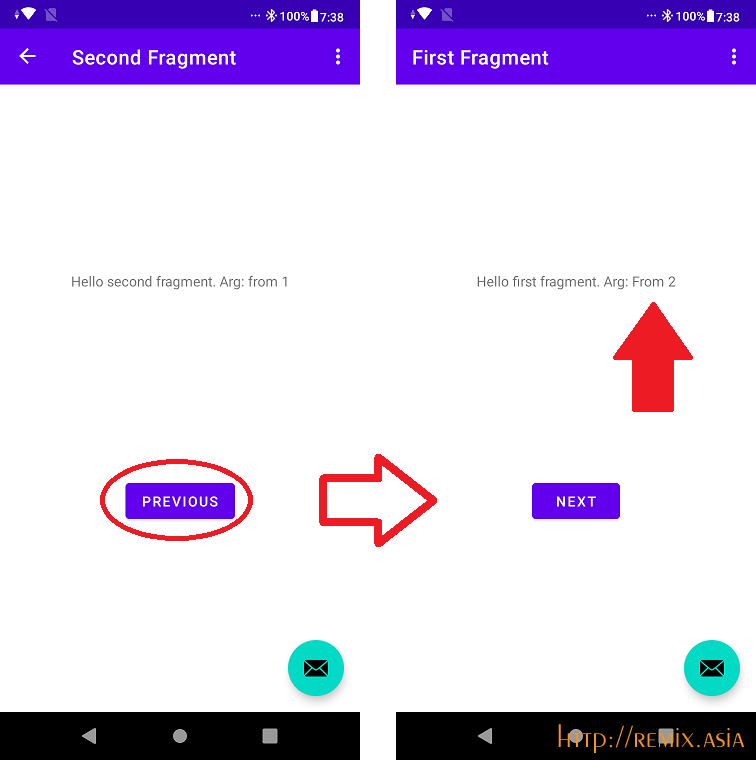 100% 7:38
Second Fragment
Hello second fragment. Arg: from 1
PREVIOUS
100% 7:38
First Fragment
Hello first fragment. Arg: From 2
NEXT
Http://remix.asia